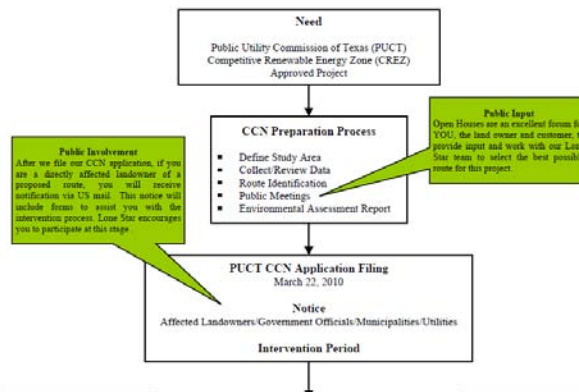 Need
Public Utility Commission of Texas (PUCT)
Competitive Renewable Energy Zone (CREZ)
Approved Project
Public Input
Open Houses are an excellent forum
YOU, the land owner and customer,
provide input and work with our Lone
Star team to select the best possible
route for this project.
CCN Preparation Process
▪ Define Study Area
▪ Collect/Review Data
▪ Route Identification
▪ Public Meetings
▪ Environmental Assessment Report
Public Involvement
After we file our CCN application, if you
are a directly affected landowner of a
proposed route, you will receive
notification via US mail. This notice will
include forms to assist you with the
intervention process. Lone Star encourages
you to participate at this stage.
PUCT CCN Application Filing
March 22, 2010
Notice
Affected Landowners/Government Officials/Municipalities/Utilities
Intervention Period